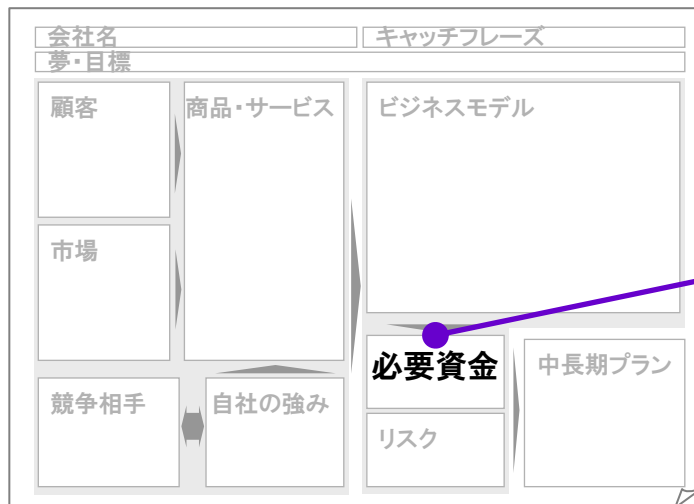 会社名
キャッチフレーズ
夢・目標
顧客
商品・サービス
ビジネスモデル
市場
必要資金
中長期プラン
競争相手
自社の強み
リスク